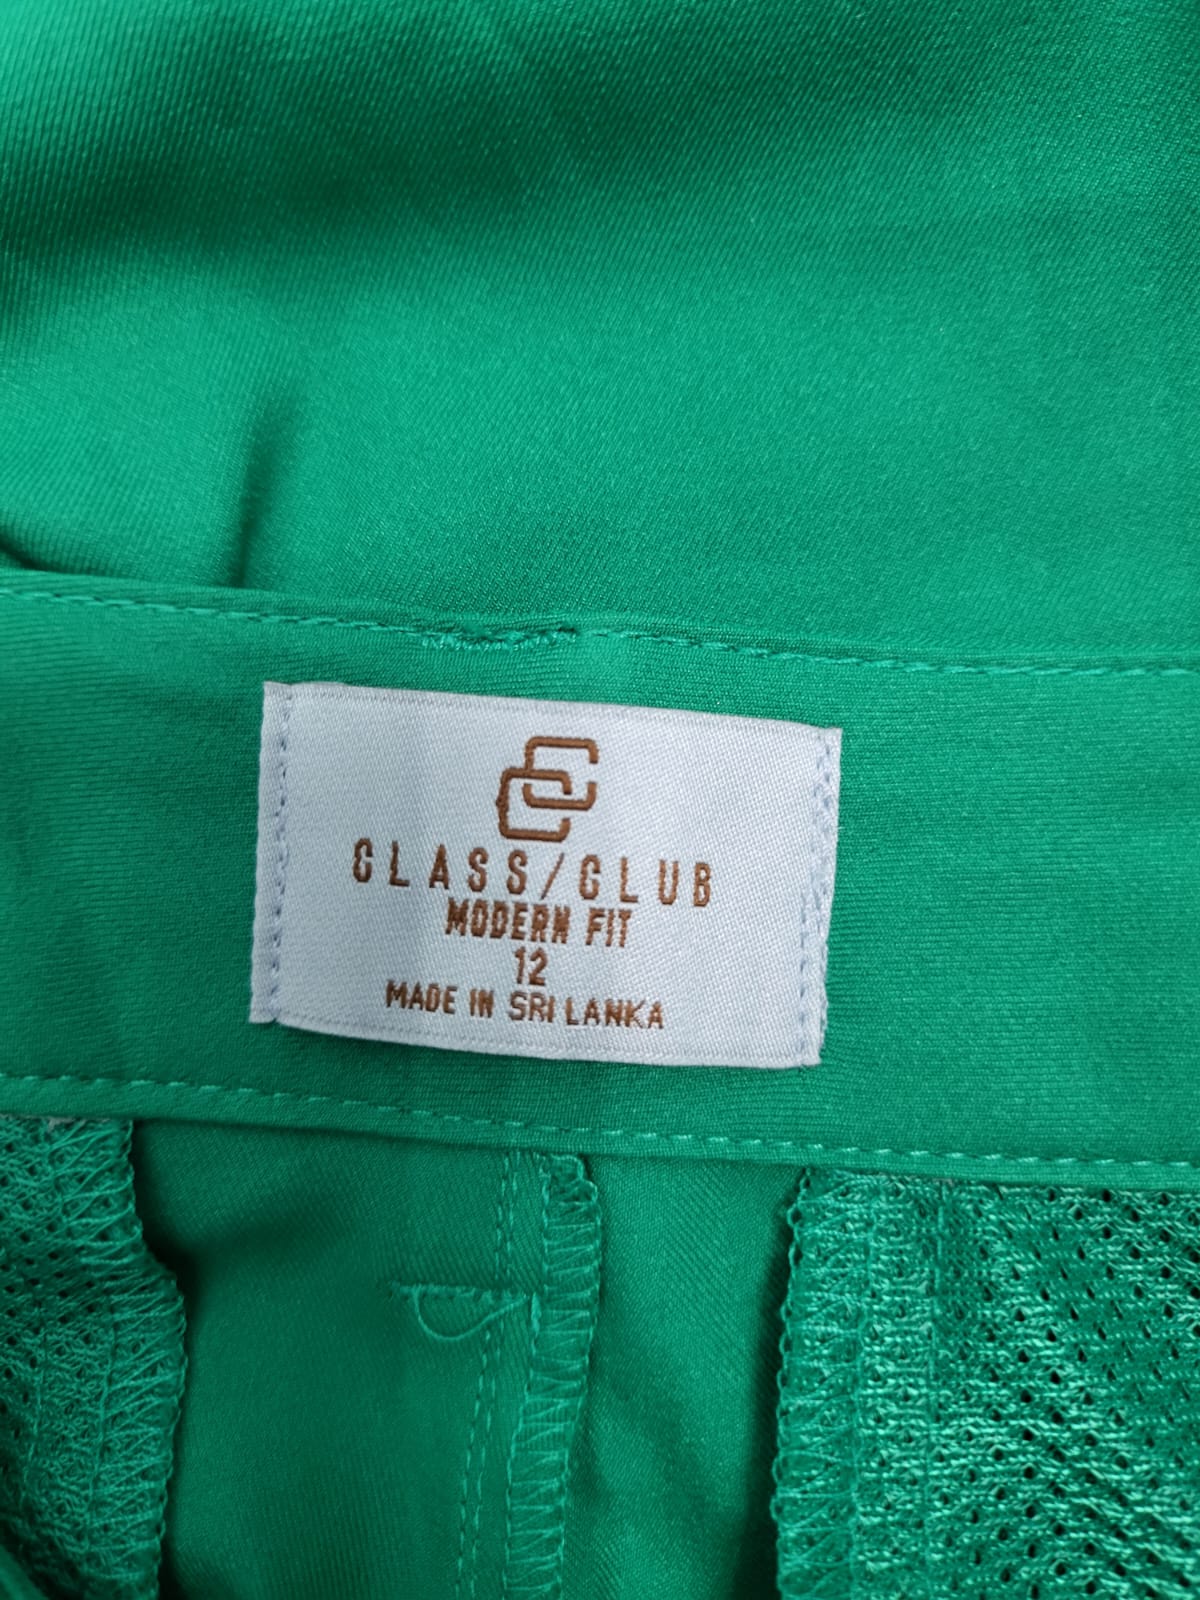 CLASS/CLUB
MODERN FIT
12
MADE IN SRI LANKA